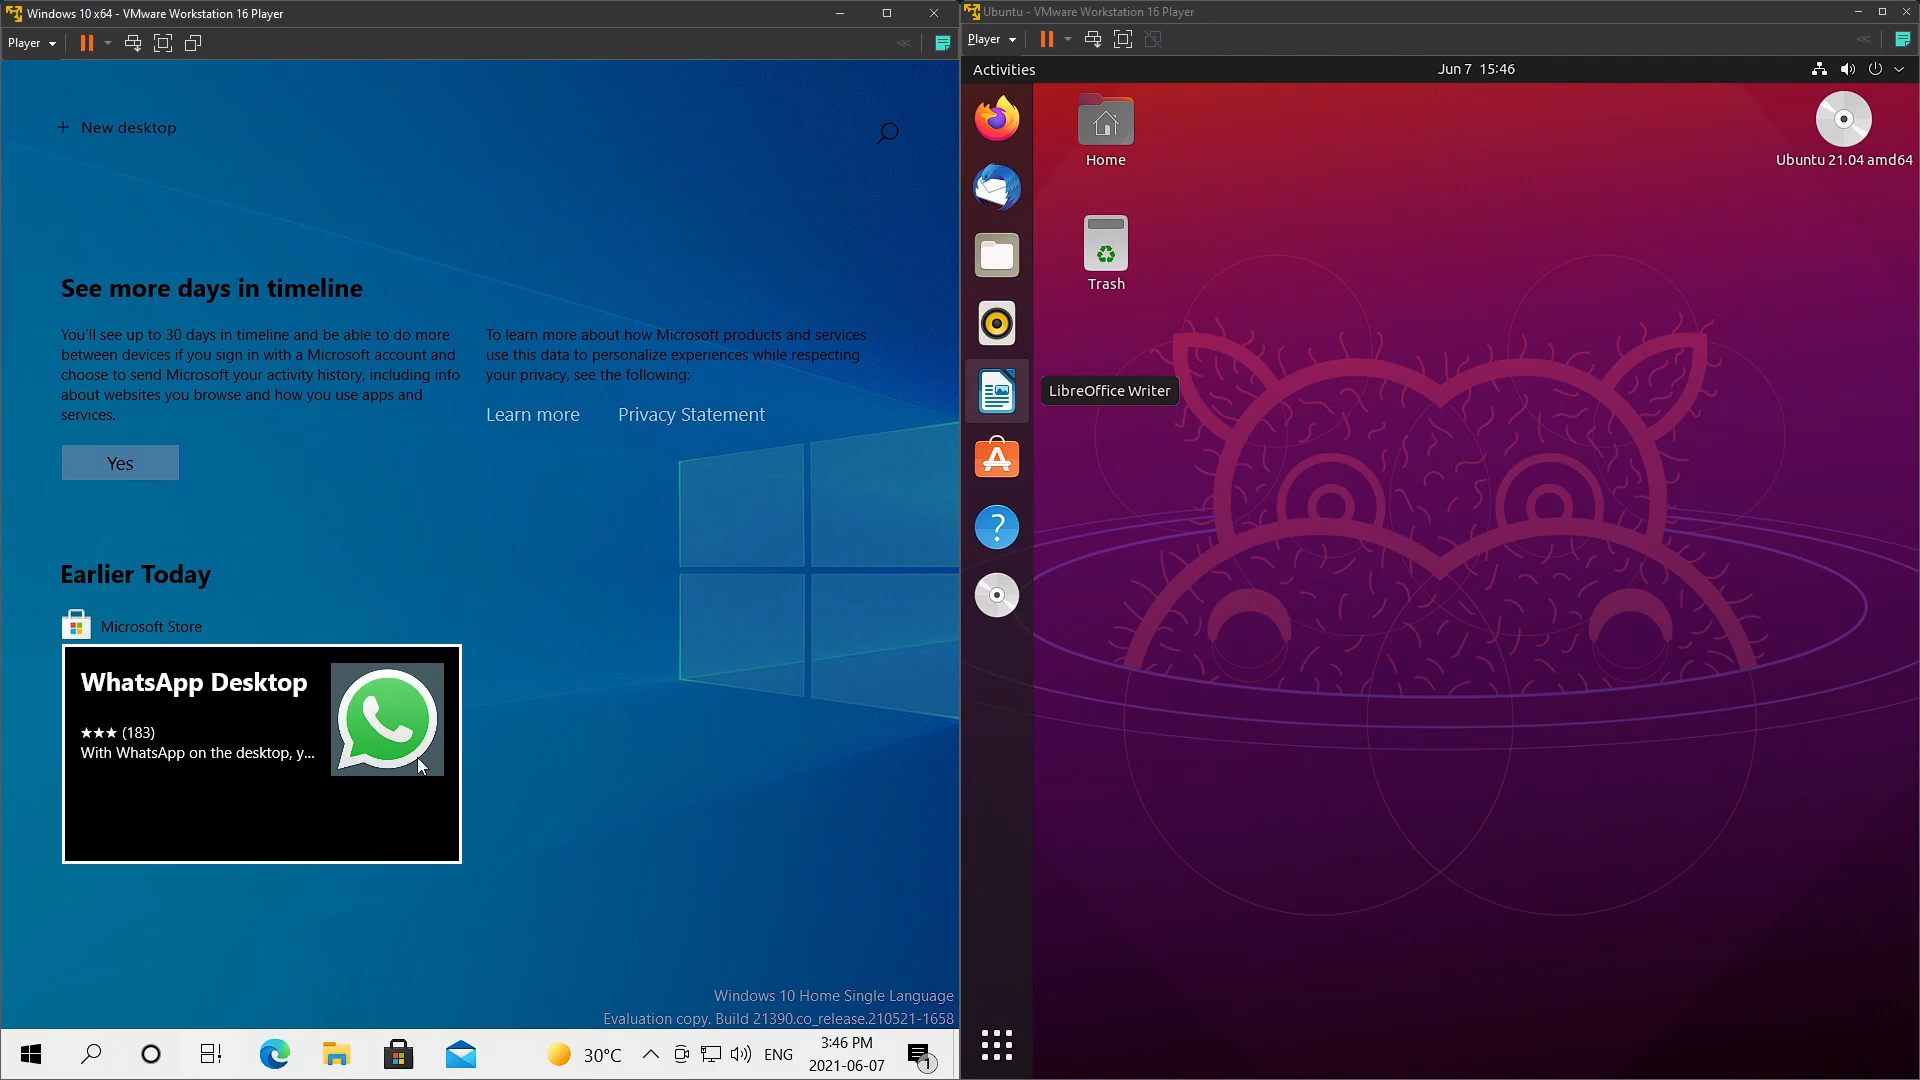 Windows 10 x64 - VMware Workstation 16 Player
Player
New desktop
See more days in timeline
You'll see up to 30 days in timeline and be able to do more
between devices if you sign in with a Microsoft account and
choose to send Microsoft your activity history, including info
about websites you browse and how you use apps and
services.
Yes
To learn more about how Microsoft products and services
use this data to personalize experiences while respecting
your privacy, see the following:
Learn more Privacy Statement
Earlier Today
Microsoft Store
WhatsApp Desktop
★★★ (183)
With WhatsApp on the desktop, y...
Windows 10 Home Single Language
Evaluation copy. Build 21390.co_release.210521-1658
30°C
ENG
3:46 PM
2021-06-07
1
Ubuntu - VMware Workstation 16 Player
Player
Activities
Jun 7 15:46
Home
Ubuntu 21.04 amd64
Trash
LibreOffice Writer
?